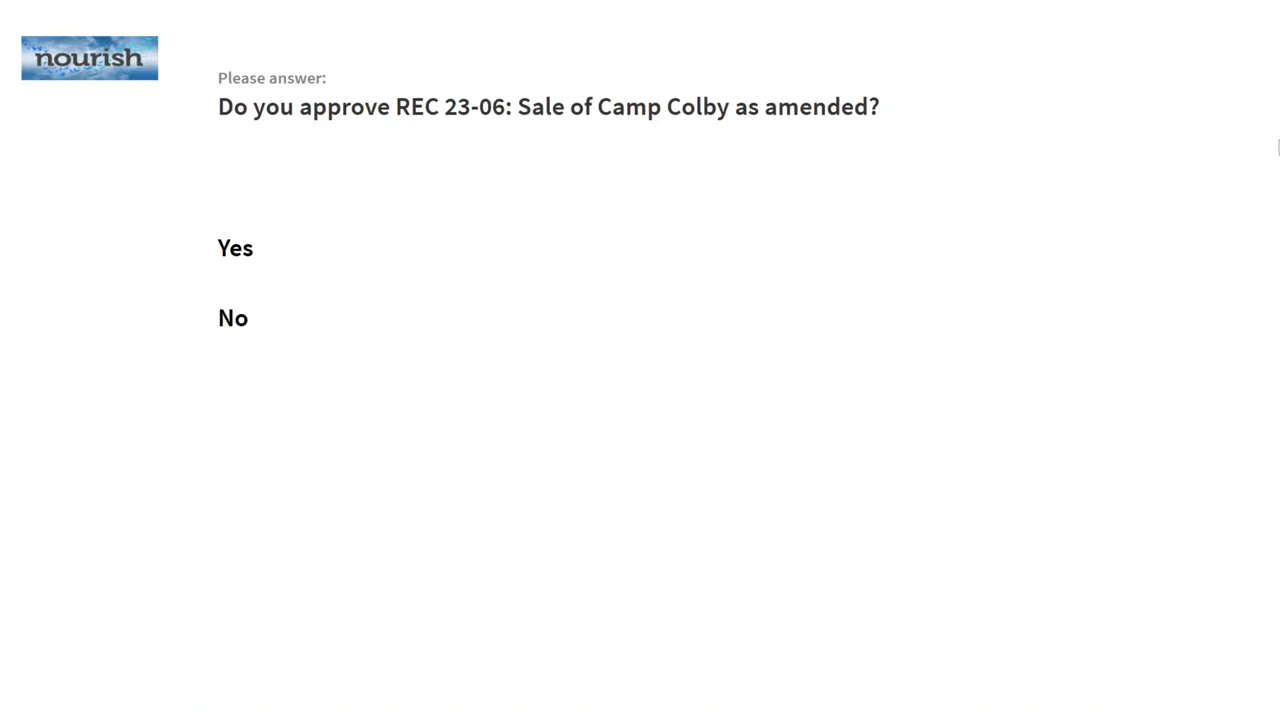 nourish
Please answer:
Do you approve REC 23-06: Sale of Camp Colby as amended?
Yes
No